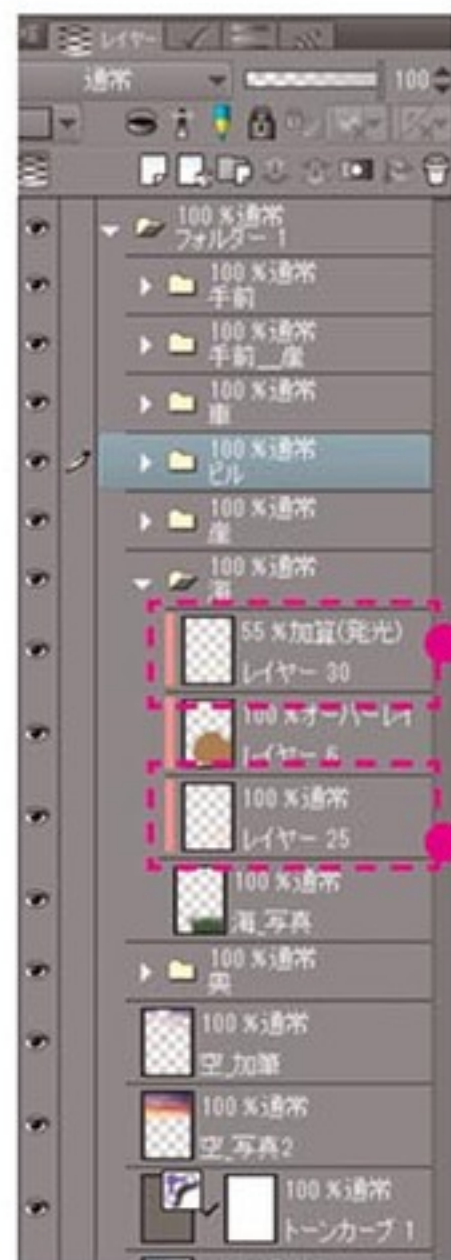 レイヤー
通常 100
100 %通常
フォルダー 1
100 %通常
手前
100 %通常
手前__崖
100 %通常
車
100 %通常
ビル
100 %通常
崖
100 %通常
海
55 %加算(発光)
レイヤー 30
100 %オーバーレイ
レイヤー 6
100 %通常
レイヤー 25
100 %通常
海_写真
100 %通常
奥
100 %通常
空_加筆
100 %通常
空_写真2
100 %通常
トーンカーブ 1